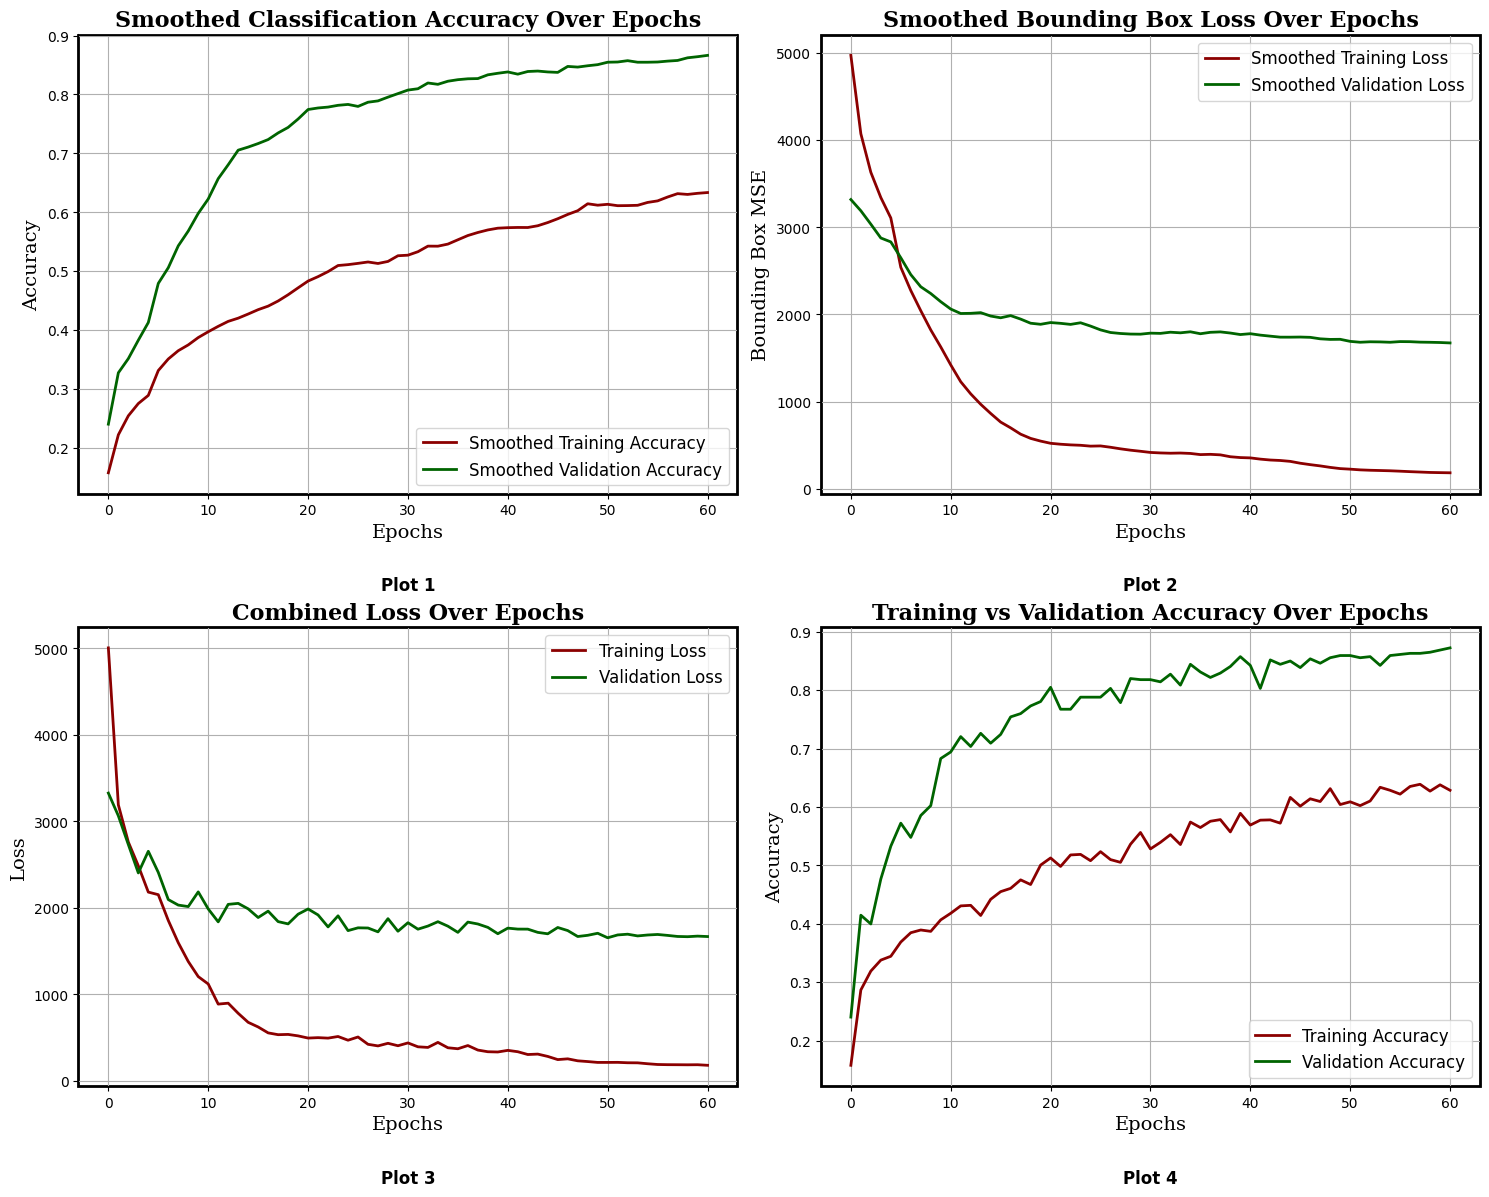 Smoothed Classification Accuracy Over Epochs
Accuracy
0.9
0.8
0.7
0.6
0.5
0.4
0.3
0.2
Smoothed Training Accuracy
Smoothed Validation Accuracy
0 10 20 30 40 50 60
Epochs
Plot 1
Smoothed Bounding Box Loss Over Epochs
Bounding Box MSE
5000
4000
3000
2000
1000
0
Smoothed Training Loss
Smoothed Validation Loss
0 10 20 30 40 50 60
Epochs
Plot 2
Combined Loss Over Epochs
Loss
5000
4000
3000
2000
1000
0
Training Loss
Validation Loss
0 10 20 30 40 50 60
Epochs
Plot 3
Training vs Validation Accuracy Over Epochs
Accuracy
0.9
0.8
0.7
0.6
0.5
0.4
0.3
0.2
Training Accuracy
Validation Accuracy
0 10 20 30 40 50 60
Epochs
Plot 4